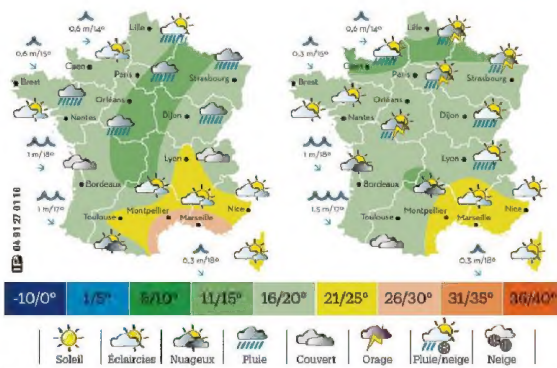 0,6 m/14°
Lille
0,6 m/15°
Caen
Paris
Strasbourg
Brest
Orléans
Nantes
Dijon
1 m/18°
Lyon
Bordeaux
1 m/17°
Toulouse
Montpellier
Nice
Marseille
0,3 m/18°
0,6 m/14°
Lille
0,3 m/15°
Caen
Paris
Strasbourg
Brest
Orléans
Nantes
Dijon
1 m/18°
Lyon
Bordeaux
1,5 m/17°
Toulouse
Montpellier
Nice
Marseille
0,3 m/18°
04 91 27 01 16
-10/0° 1/5° 6/10° 11/15° 16/20° 21/25° 26/30° 31/35° 36/40°
Soleil Éclaircies Nuageux Pluie Couvert Orage Pluie/neige Neige